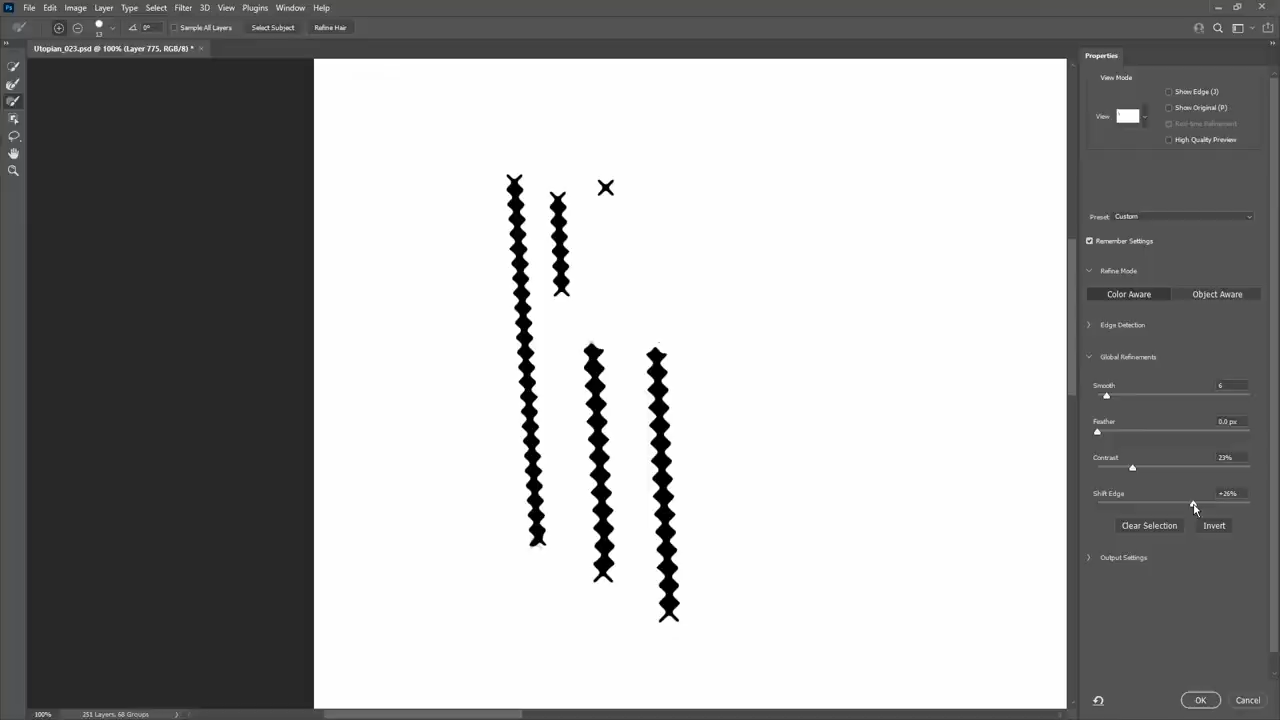 Ps File Edit Image Layer Type Select Filter 3D View Plugins Window Help
13 0° Sample All Layers Select Subject Refine Hair
Utopian_023.psd @ 100% (Layer 775, RGB/8) * ×
Properties
View Mode
Show Edge (J)
Show Original (P)
View
Real-time Refinement
High Quality Preview
Preset: Custom
Remember Settings
Refine Mode
Color Aware Object Aware
Edge Detection
Global Refinements
Smooth 6
Feather 0.0 px
Contrast 23%
Shift Edge +26%
Clear Selection Invert
Output Settings
OK Cancel
100% 251 Layers, 68 Groups